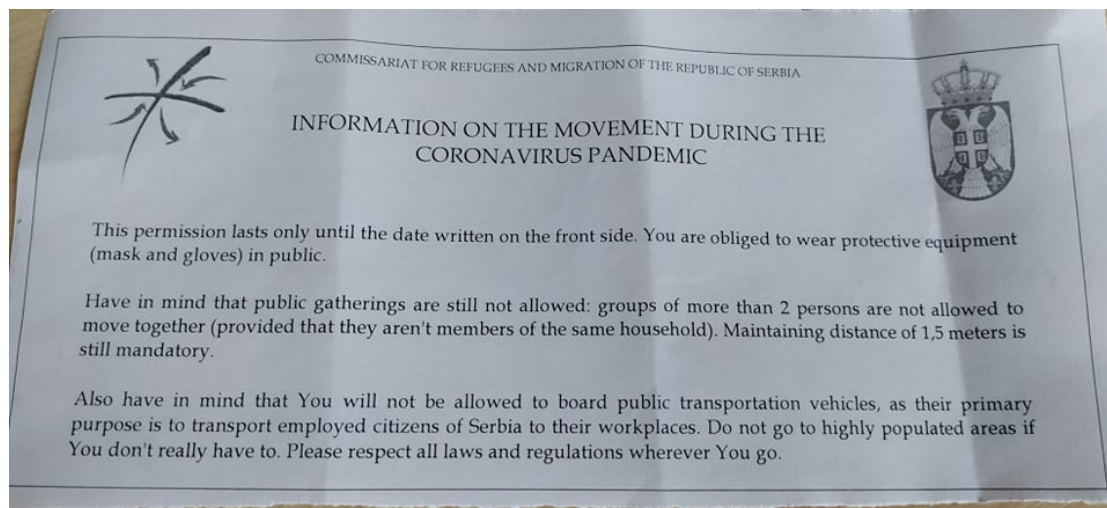 COMMISSARIAT FOR REFUGEES AND MIGRATION OF THE REPUBLIC OF SERBIA
INFORMATION ON THE MOVEMENT DURING THE
CORONAVIRUS PANDEMIC
This permission lasts only until the date written on the front side. You are obliged to wear protective equipment
(mask and gloves) in public.
Have in mind that public gatherings are still not allowed: groups of more than 2 persons are not allowed to
move together (provided that they aren't members of the same household). Maintaining distance of 1,5 meters is
still mandatory.
Also have in mind that You will not be allowed to board public transportation vehicles, as their primary
purpose is to transport employed citizens of Serbia to their workplaces. Do not go to highly populated areas if
You don't really have to. Please respect all laws and regulations wherever You go.